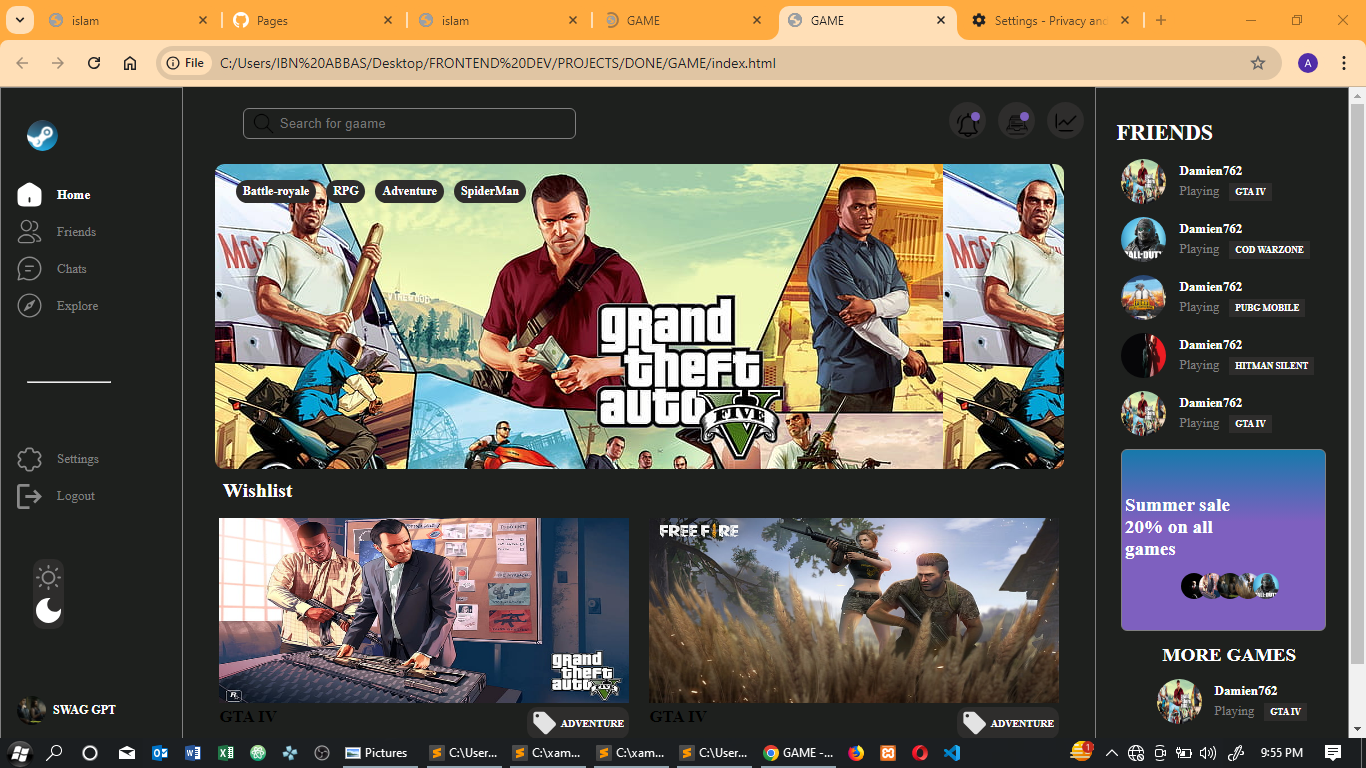 islam
Pages
islam
GAME
GAME
Settings - Privacy and
File
C:/Users/IBN%20ABBAS/Desktop/FRONTEND%20DEV/PROJECTS/DONE/GAME/index.html
A
Search for gaame
Home
Friends
Chats
Explore
Settings
Logout
SWAG GPT
Battle-royale RPG Adventure SpiderMan
grand
theft
auto
FIVE
Wishlist
grand
theft
auto
GTA IV
ADVENTURE
FREE FIRE
GTA IV
ADVENTURE
FRIENDS
Damien762
Playing GTA IV
Damien762
Playing COD WARZONE
Damien762
Playing PUBG MOBILE
Damien762
Playing HITMAN SILENT
Damien762
Playing GTA IV
Summer sale
20% on all
games
MORE GAMES
Damien762
Playing GTA IV
Pictures
C:\User...
C:\xam...
C:\xam...
C:\User...
GAME -...
1
9:55 PM